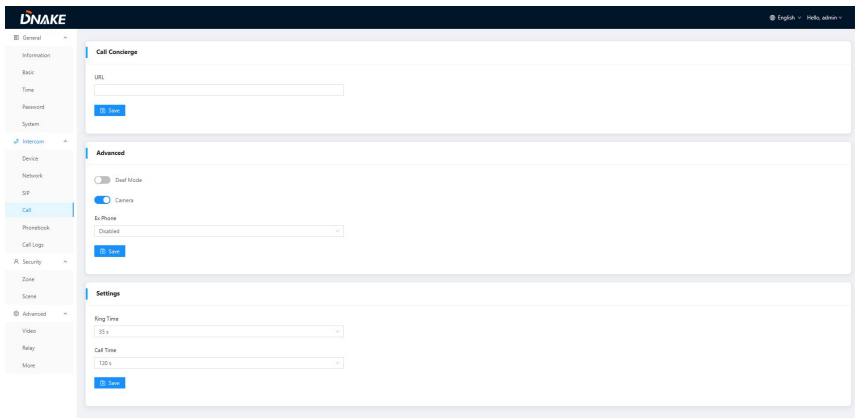 DNAKE
English
Hello, admin
General
Information
Basic
Time
Password
System
Intercom
Device
Network
SIP
Call
Phonebook
Call Logs
Security
Zone
Scene
Advanced
Video
Relay
More
Call Concierge
URL
Save
Advanced
Deaf Mode
Camera
Ex Phone
Disabled
Save
Settings
Ring Time
35 s
Call Time
120 s
Save